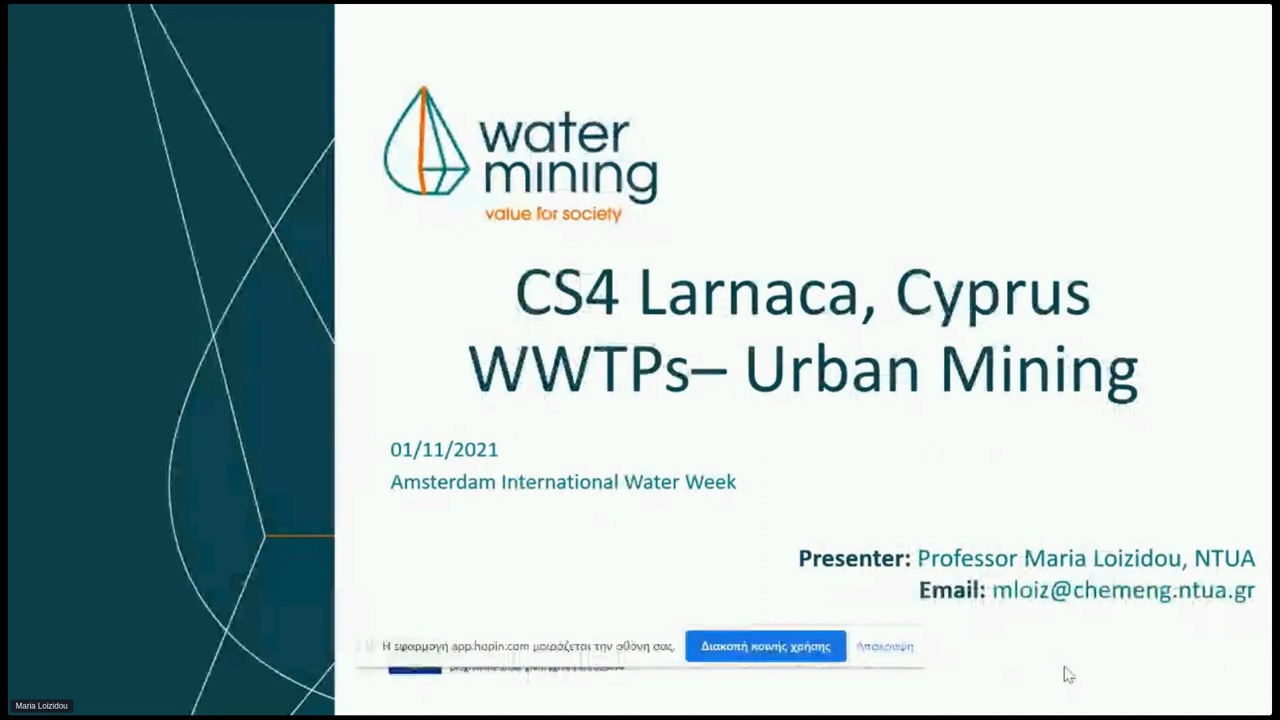 water
mining
value for society
CS4 Larnaca, Cyprus
WWTPs– Urban Mining
01/11/2021
Amsterdam International Water Week
Presenter: Professor Maria Loizidou, NTUA
Email: mloiz@chemeng.ntua.gr
Η εφαρμογή app.hopin.com μοιράζεται την οθόνη σας. Διακοπή κοινής χρήσης Απόκρυψη
Maria Loizidou